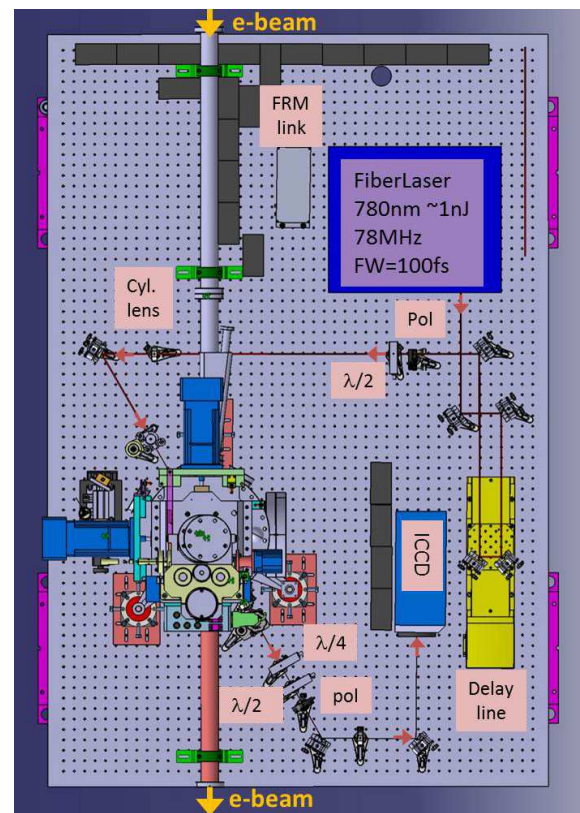 e-beam
FRM
link
FiberLaser
780nm ~1nJ
78MHz
FW=100fs
Cyl.
lens
Pol
λ/2
ICCD
λ/4
λ/2
pol
Delay
line
e-beam